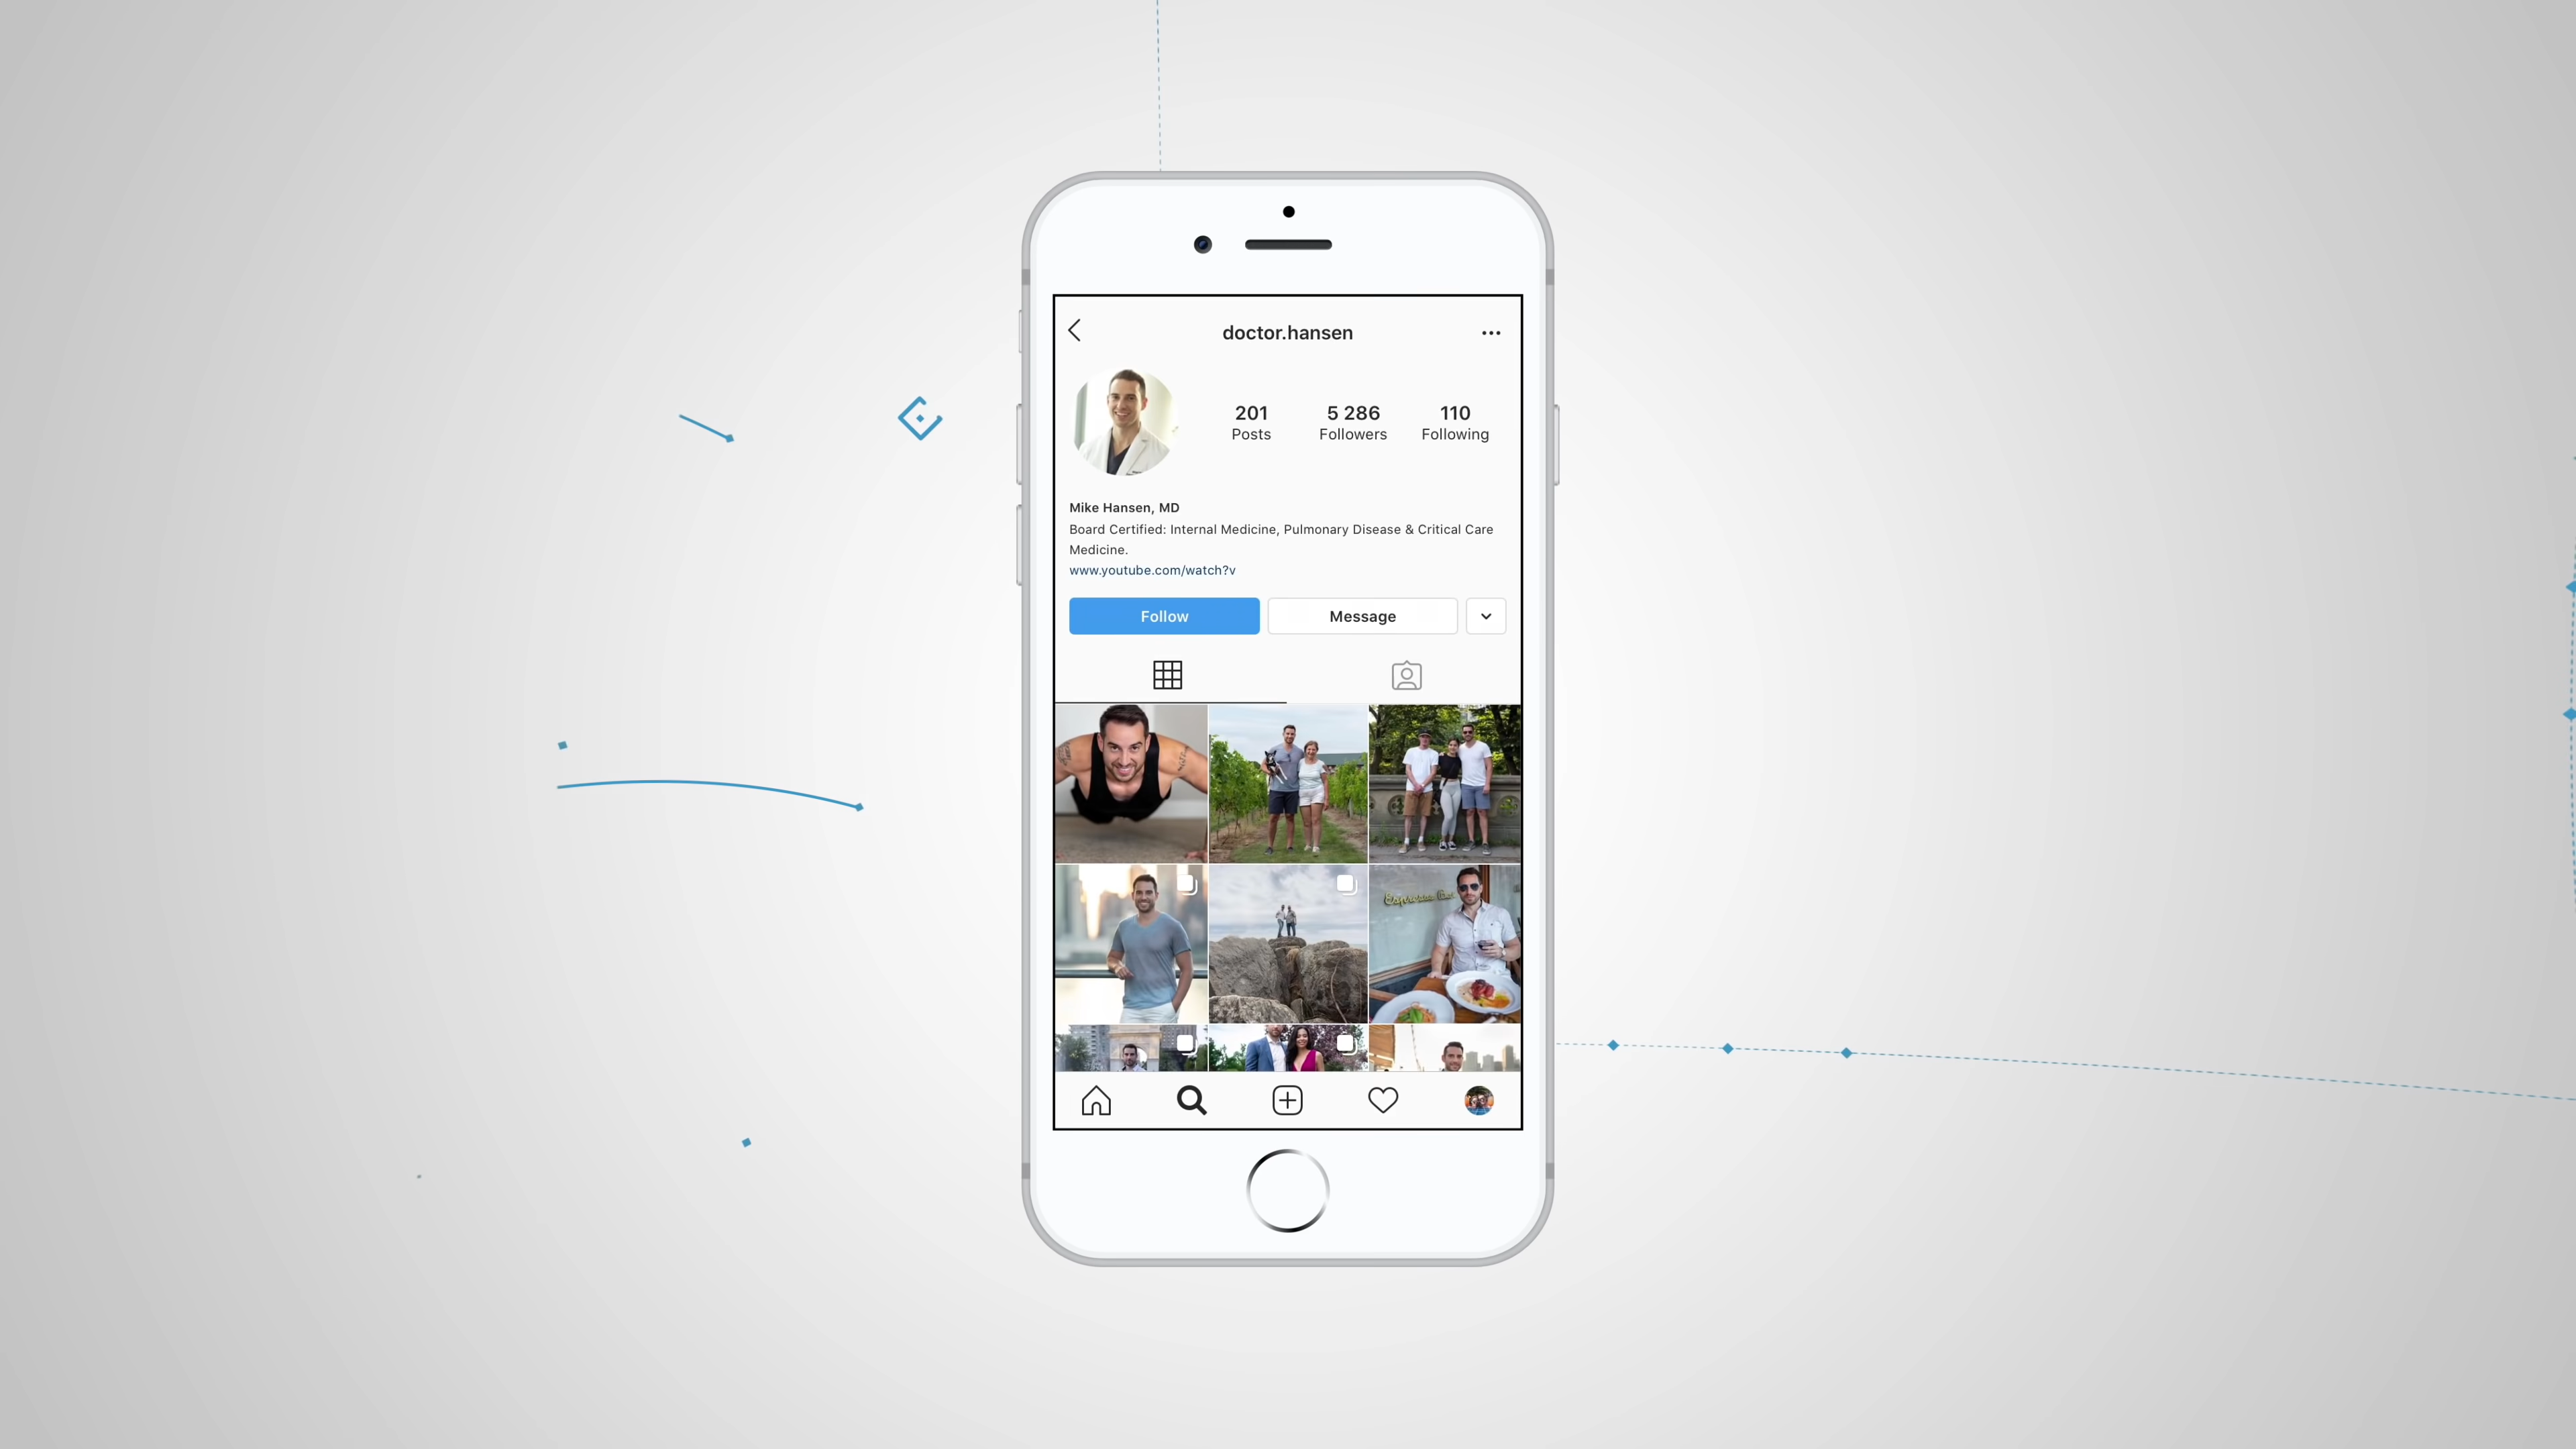 doctor.hansen
201
Posts
5 286
Followers
110
Following
Mike Hansen, MD
Board Certified: Internal Medicine, Pulmonary Disease & Critical Care
Medicine.
www.youtube.com/watch?v
Follow
Message